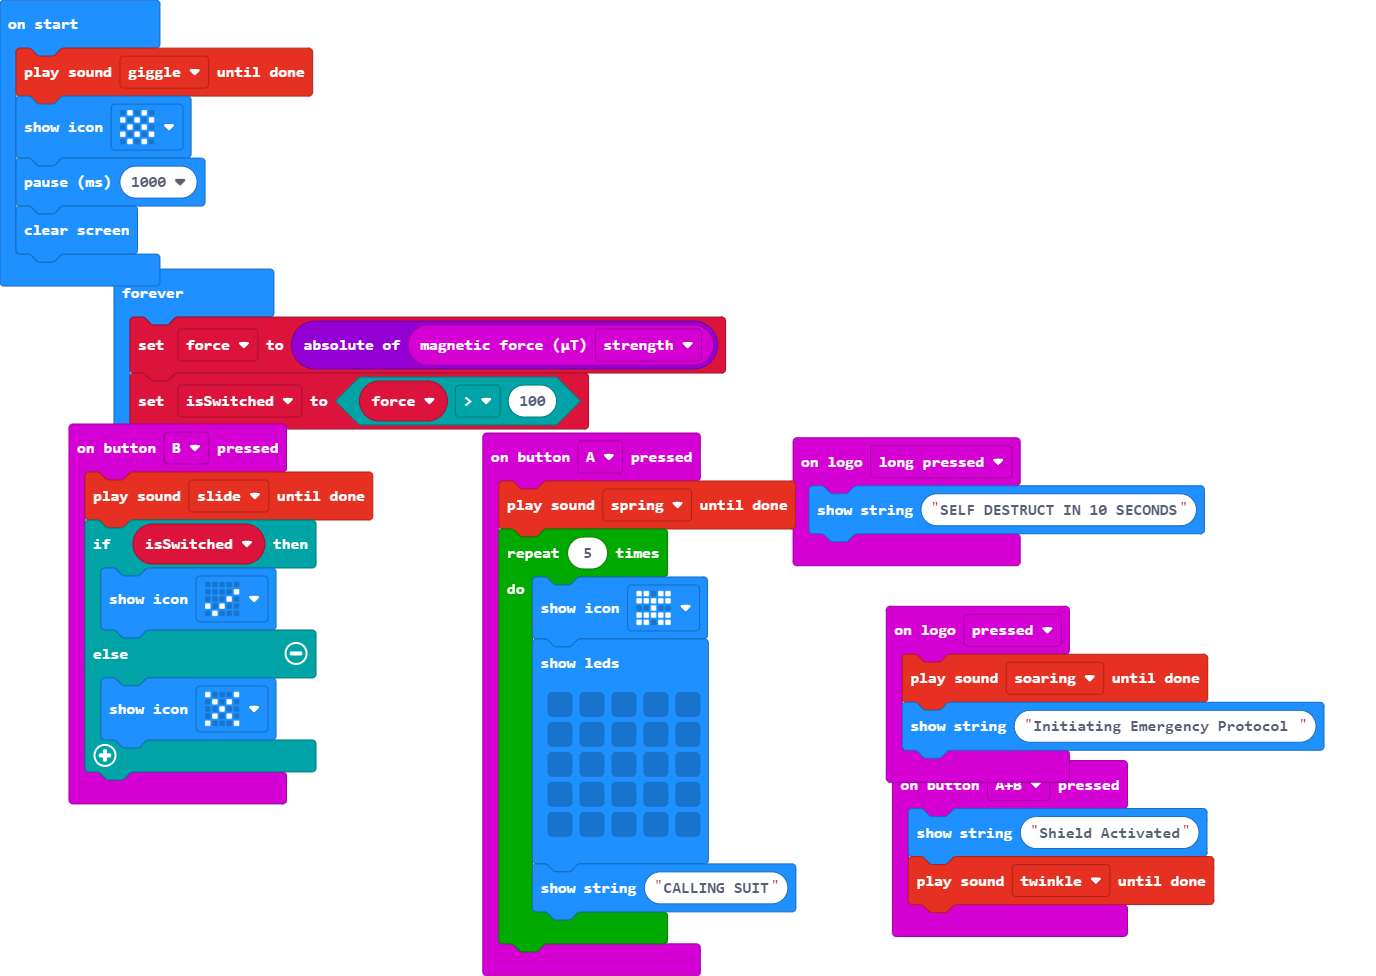 on start
play sound giggle until done
show icon
pause (ms) 1000
clear screen
forever
set force to absolute of magnetic force (µT) strength
set isSwitched to force > 100
on button B pressed
play sound slide until done
if isSwitched then
show icon
else
show icon
on button A pressed
play sound spring until done
repeat 5 times
do
show icon
show leds
show string "CALLING SUIT"
on logo long pressed
show string "SELF DESTRUCT IN 10 SECONDS"
on logo pressed
play sound soaring until done
show string "Initiating Emergency Protocol "
on button A+B pressed
show string "Shield Activated"
play sound twinkle until done